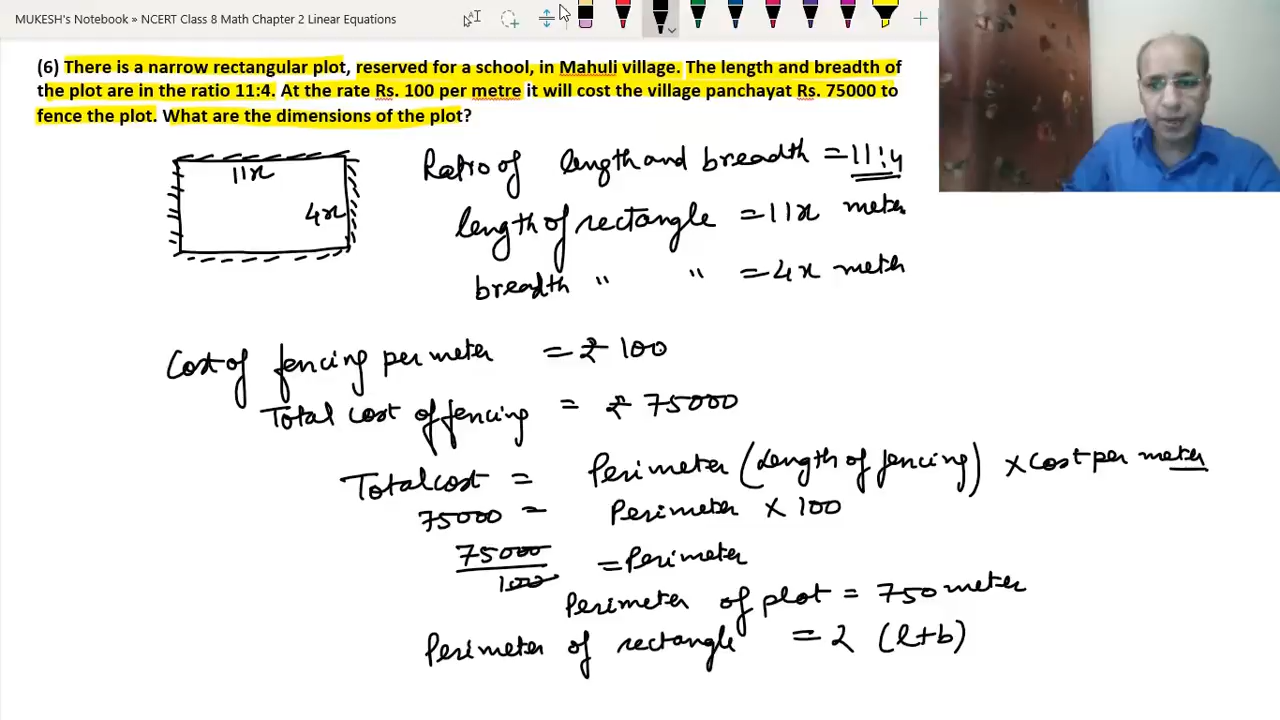 MUKESH's Notebook » NCERT Class 8 Math Chapter 2 Linear Equations
(6) There is a narrow rectangular plot, reserved for a school, in Mahuli village. The length and breadth of
the plot are in the ratio 11:4. At the rate Rs. 100 per metre it will cost the village panchayat Rs. 75000 to
fence the plot. What are the dimensions of the plot?
11x
4x
Ratio of length and breadth = 11:4
length of rectangle = 11x meter
breadth " " = 4x meter
Cost of fencing per meter = ₹ 100
Total cost of fencing = ₹ 75000
Total cost = Perimeter (Length of fencing) × Cost per meter
75000 = Perimeter × 100
75000/100 = Perimeter
Perimeter of plot = 750 meter
Perimeter of rectangle = 2 (l+b)